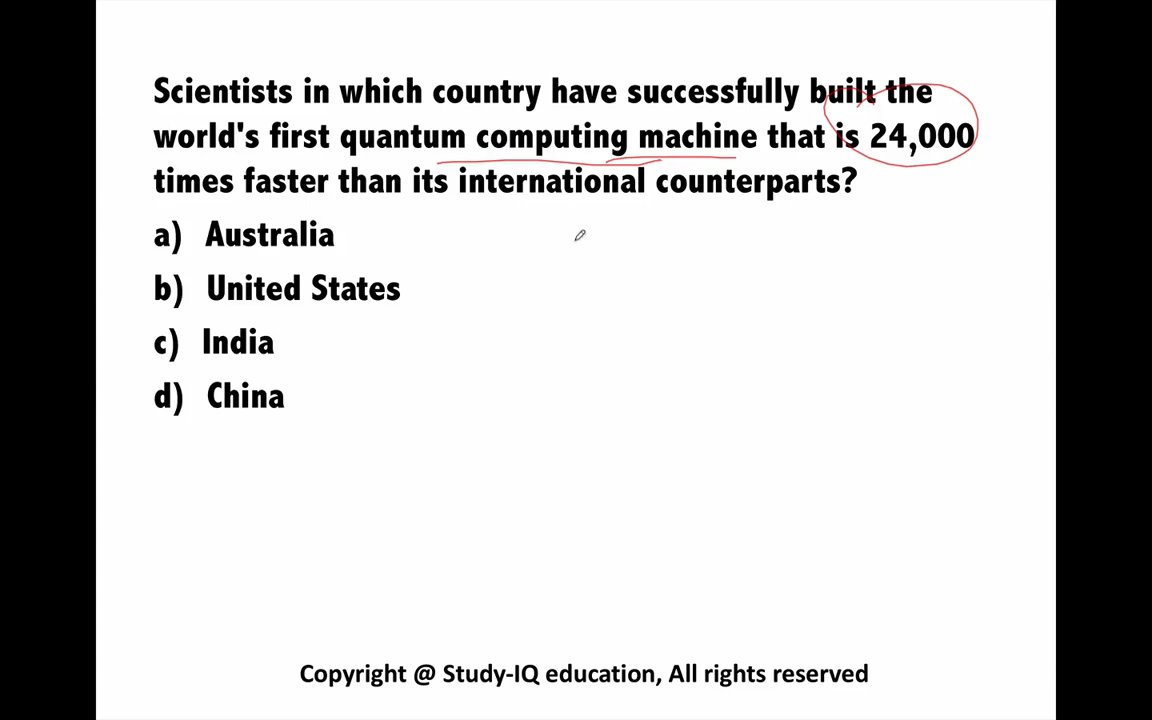 Scientists in which country have successfully built the
world's first quantum computing machine that is 24,000
times faster than its international counterparts?
a) Australia
b) United States
c) India
d) China
Copyright @ Study-IQ education, All rights reserved